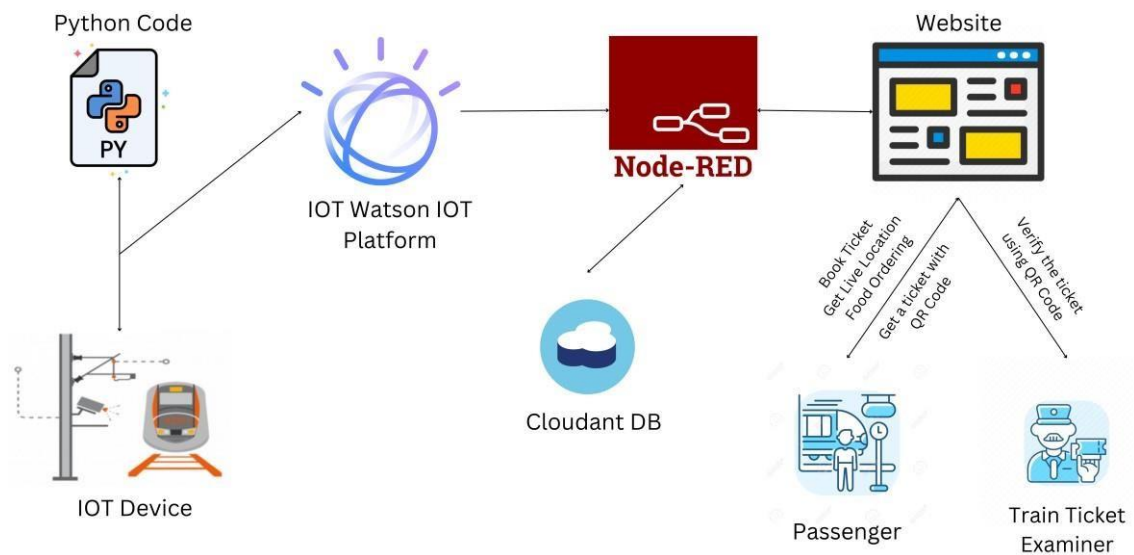 Python Code
Website
PY
Node-RED
IOT Watson IOT
Platform
Book Ticket
Get Live Location
Food Ordering
Get a ticket with
QR Code
Verify the ticket
using QR Code
Cloudant DB
IOT Device
Passenger
Train Ticket
Examiner